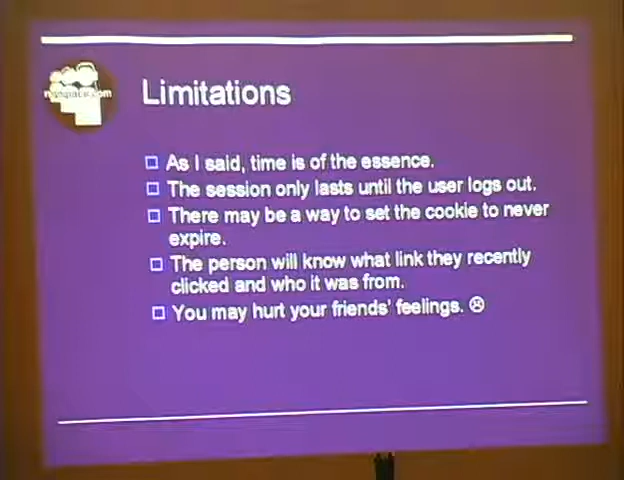 Limitations
As I said, time is of the essence.
The session only lasts until the user logs out.
There may be a way to set the cookie to never
expire.
The person will know what link they recently
clicked and who it was from.
You may hurt your friends' feelings. ☹